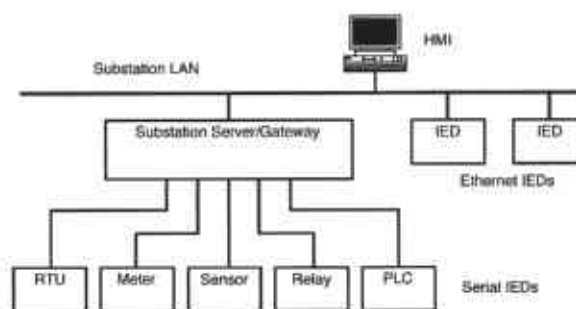 HMI
Substation LAN
Substation Server/Gateway
IED
IED
Ethernet IEDs
RTU
Meter
Sensor
Relay
PLC
Serial IEDs